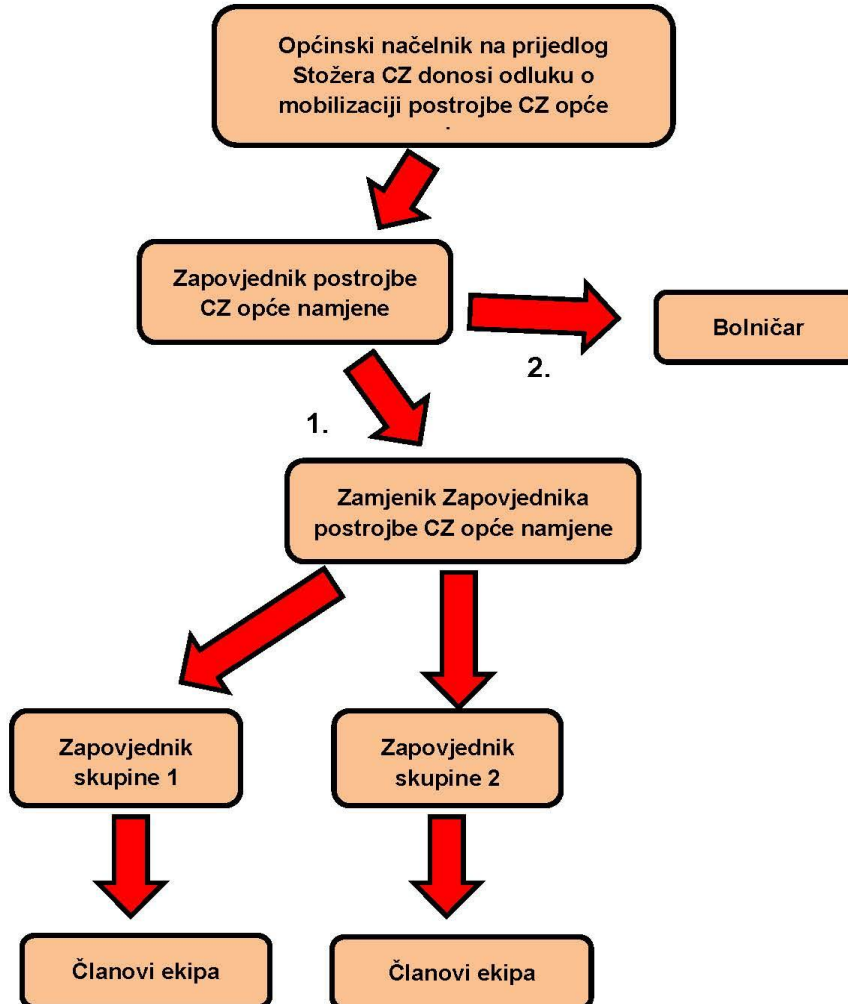 Općinski načelnik na prijedlog
Stožera CZ donosi odluku o
mobilizaciji postrojbe CZ opće
Zapovjednik postrojbe
CZ opće namjene
Bolničar
2.
1.
Zamjenik Zapovjednika
postrojbe CZ opće namjene
Zapovjednik
skupine 1
Zapovjednik
skupine 2
Članovi ekipa
Članovi ekipa